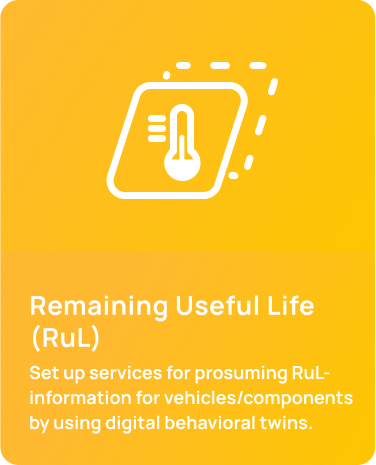 Remaining Useful Life
(RuL)
Set up services for prosuming RuL-
information for vehicles/components
by using digital behavioral twins.